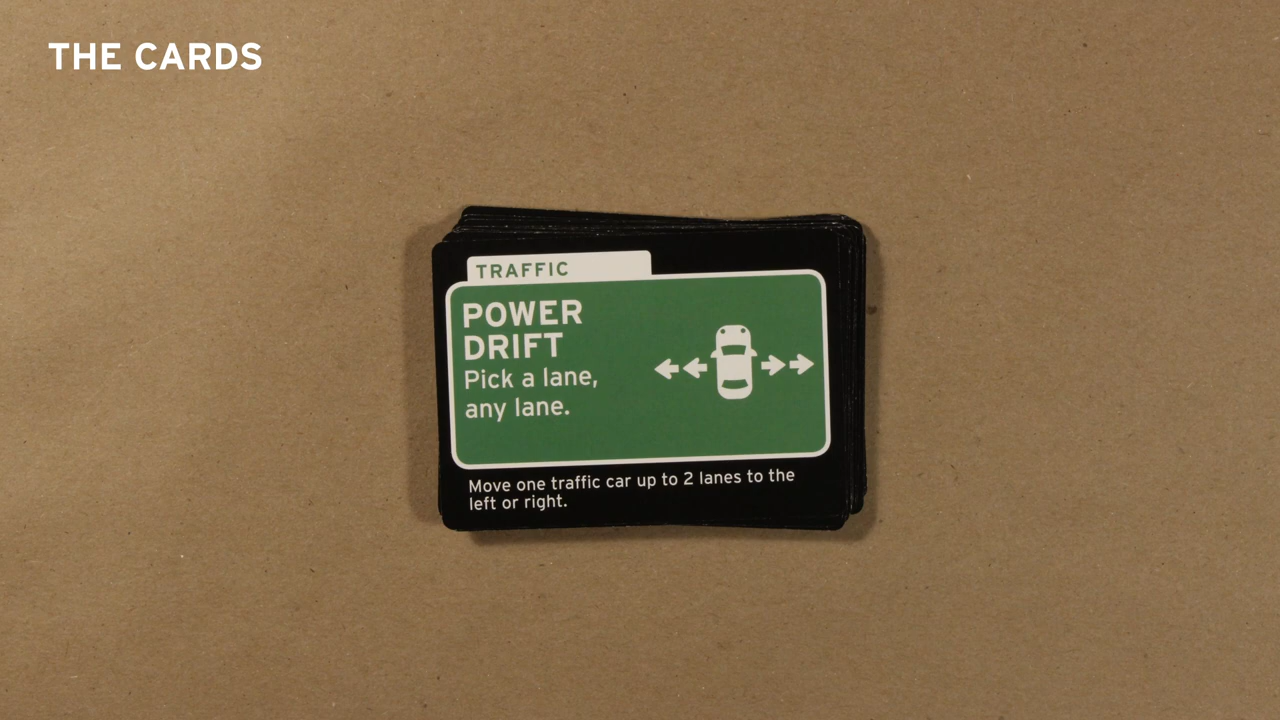 THE CARDS
TRAFFIC
POWER
DRIFT
Pick a lane,
any lane.
Move one traffic car up to 2 lanes to the
left or right.